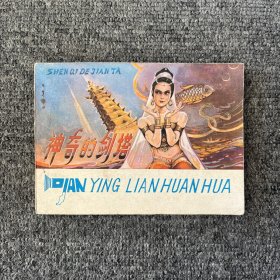 SHEN QI DE JIAN TA
神奇的剑塔
DIAN YING LIAN HUAN HUA